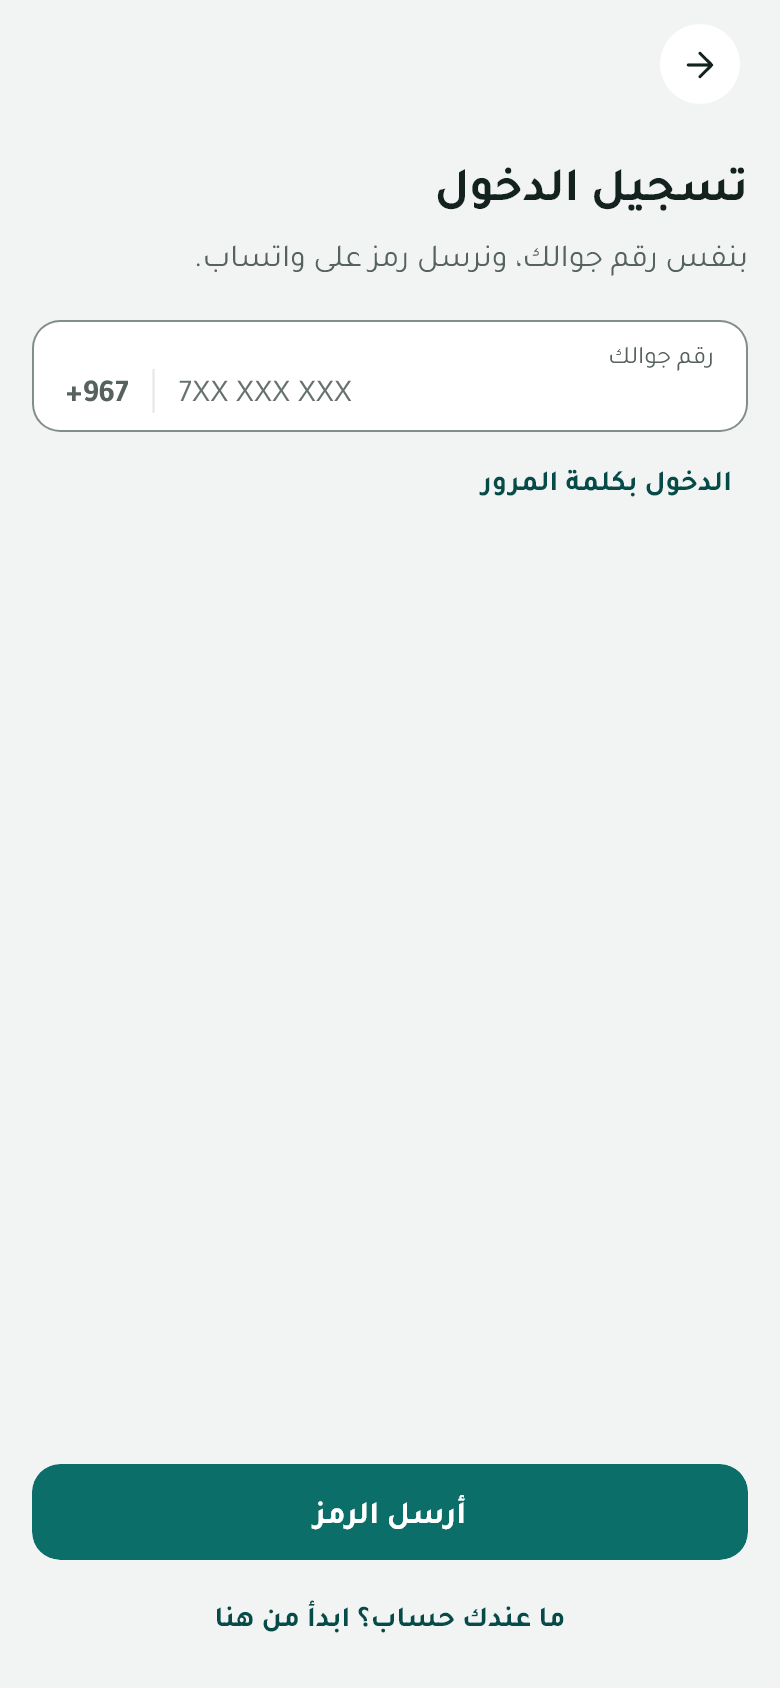 تسجيل الدخول
بنفس رقم جوالك، ونرسل رمز على واتساب.
رقم جوالك
+967 7XX XXX XXX
الدخول بكلمة المرور
أرسل الرمز
ما عندك حساب؟ ابدأ من هنا